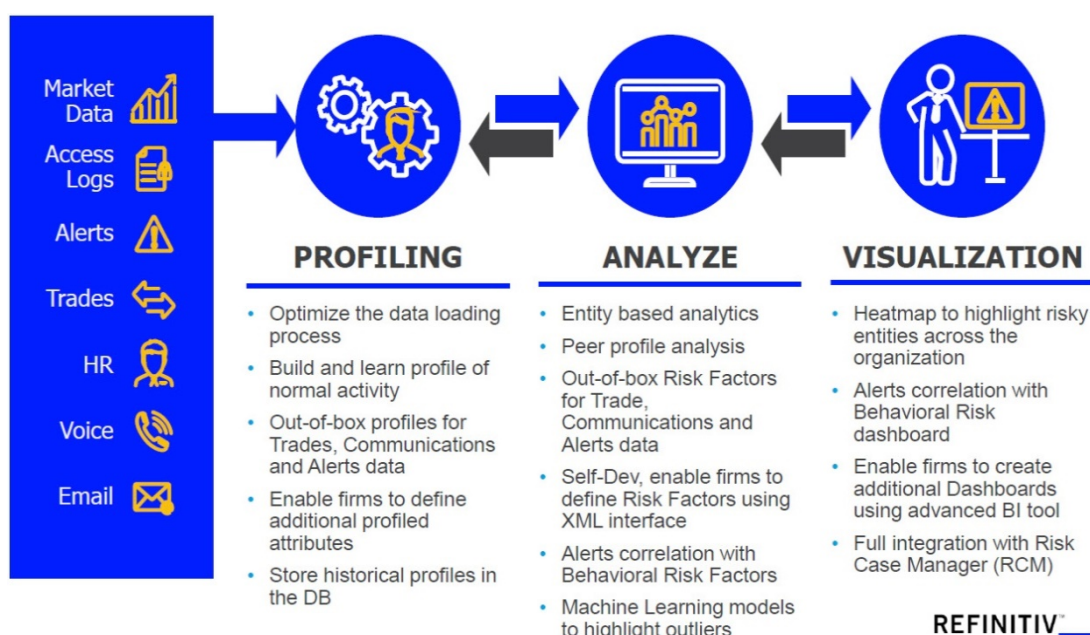 Market
Data
Access
Logs
Alerts
Trades
HR
Voice
Email
PROFILING
• Optimize the data loading
process
• Build and learn profile of
normal activity
• Out-of-box profiles for
Trades, Communications
and Alerts data
• Enable firms to define
additional profiled
attributes
• Store historical profiles in
the DB
ANALYZE
• Entity based analytics
• Peer profile analysis
• Out-of-box Risk Factors
for Trade,
Communications and
Alerts data
• Self-Dev, enable firms to
define Risk Factors using
XML interface
• Alerts correlation with
Behavioral Risk Factors
• Machine Learning models
to highlight outliers
VISUALIZATION
• Heatmap to highlight risky
entities across the
organization
• Alerts correlation with
Behavioral Risk
dashboard
• Enable firms to create
additional Dashboards
using advanced BI tool
• Full integration with Risk
Case Manager (RCM)
REFINITIV™